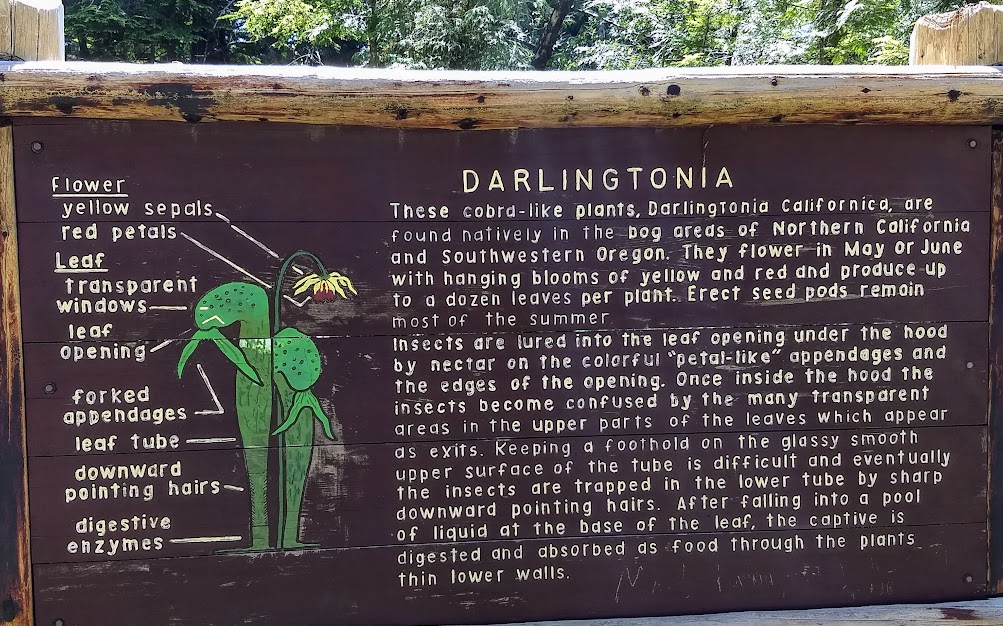 Flower
yellow sepals
red petals
Leaf
transparent
windows
leaf
opening
forked
appendages
leaf tube
downward
pointing hairs
digestive
enzymes
DARLINGTONIA
These cobra-like plants, Darlingtonia Californica, are
found natively in the bog areas of Northern California
and Southwestern Oregon. They flower in May or June
with hanging blooms of yellow and red and produce up
to a dozen leaves per plant. Erect seed pods remain
most of the summer
Insects are lured into the leaf opening under the hood
by nectar on the colorful "petal-like" appendages and
the edges of the opening. Once inside the hood the
insects become confused by the many transparent
areas in the upper parts of the leaves which appear
as exits. Keeping a foothold on the glassy smooth
upper surface of the tube is difficult and eventually
the insects are trapped in the lower tube by sharp
downward pointing hairs. After falling into a pool
of liquid at the base of the leaf, the captive is
digested and absorbed as food through the plants
thin lower walls.